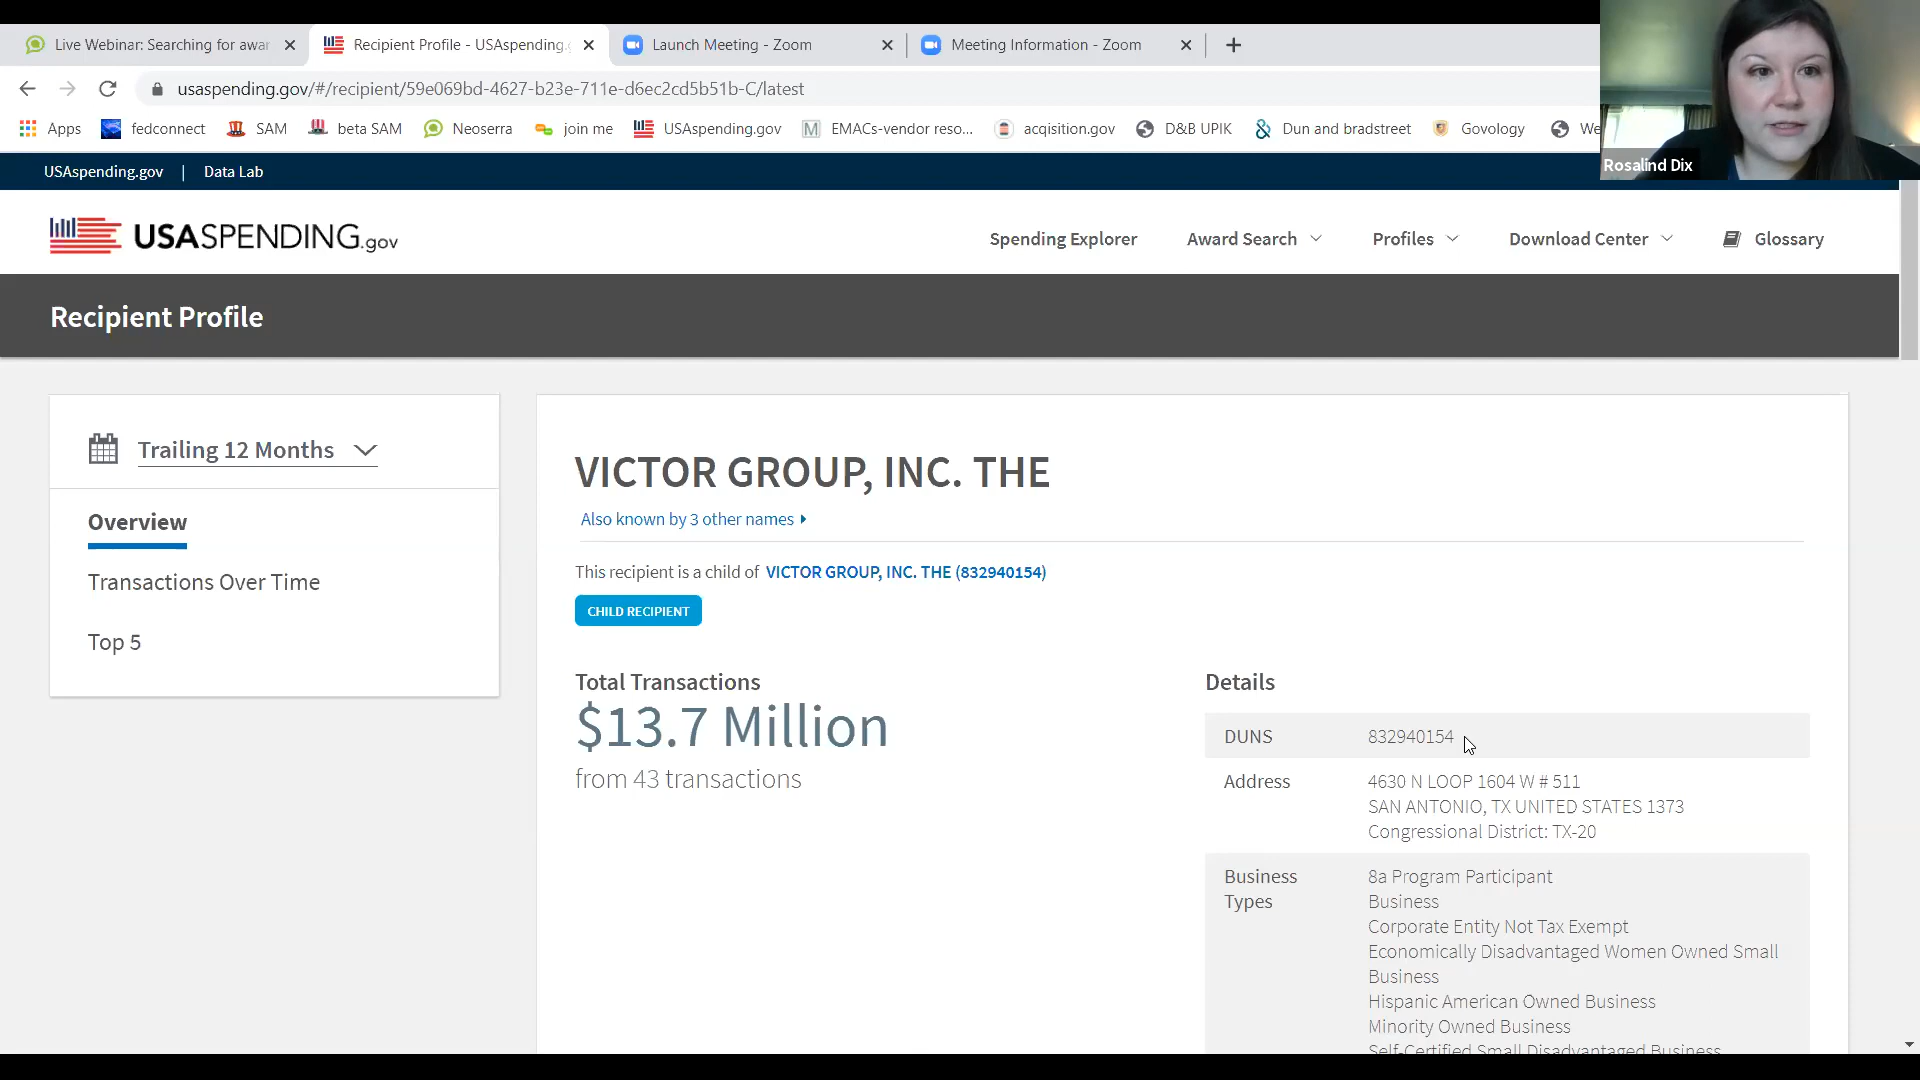 Live Webinar: Searching for awar
Recipient Profile - USAspending.g
Launch Meeting - Zoom
Meeting Information - Zoom
usaspending.gov/#/recipient/59e069bd-4627-b23e-711e-d6ec2cd5b51b-C/latest
Apps
fedconnect
SAM
beta SAM
Neoserra
join me
USAspending.gov
EMACs-vendor reso...
acqisition.gov
D&B UPIK
Dun and bradstreet
Govology
We
Rosalind Dix
USAspending.gov | Data Lab
USASPENDING.gov
Spending Explorer
Award Search
Profiles
Download Center
Glossary
Recipient Profile
Trailing 12 Months
Overview
Transactions Over Time
Top 5
VICTOR GROUP, INC. THE
Also known by 3 other names
This recipient is a child of VICTOR GROUP, INC. THE (832940154)
CHILD RECIPIENT
Total Transactions
$13.7 Million
from 43 transactions
Details
DUNS 832940154
Address 4630 N LOOP 1604 W # 511
SAN ANTONIO, TX UNITED STATES 1373
Congressional District: TX-20
Business Types
8a Program Participant
Business
Corporate Entity Not Tax Exempt
Economically Disadvantaged Women Owned Small
Business
Hispanic American Owned Business
Minority Owned Business
Self-Certified Small Disadvantaged Business